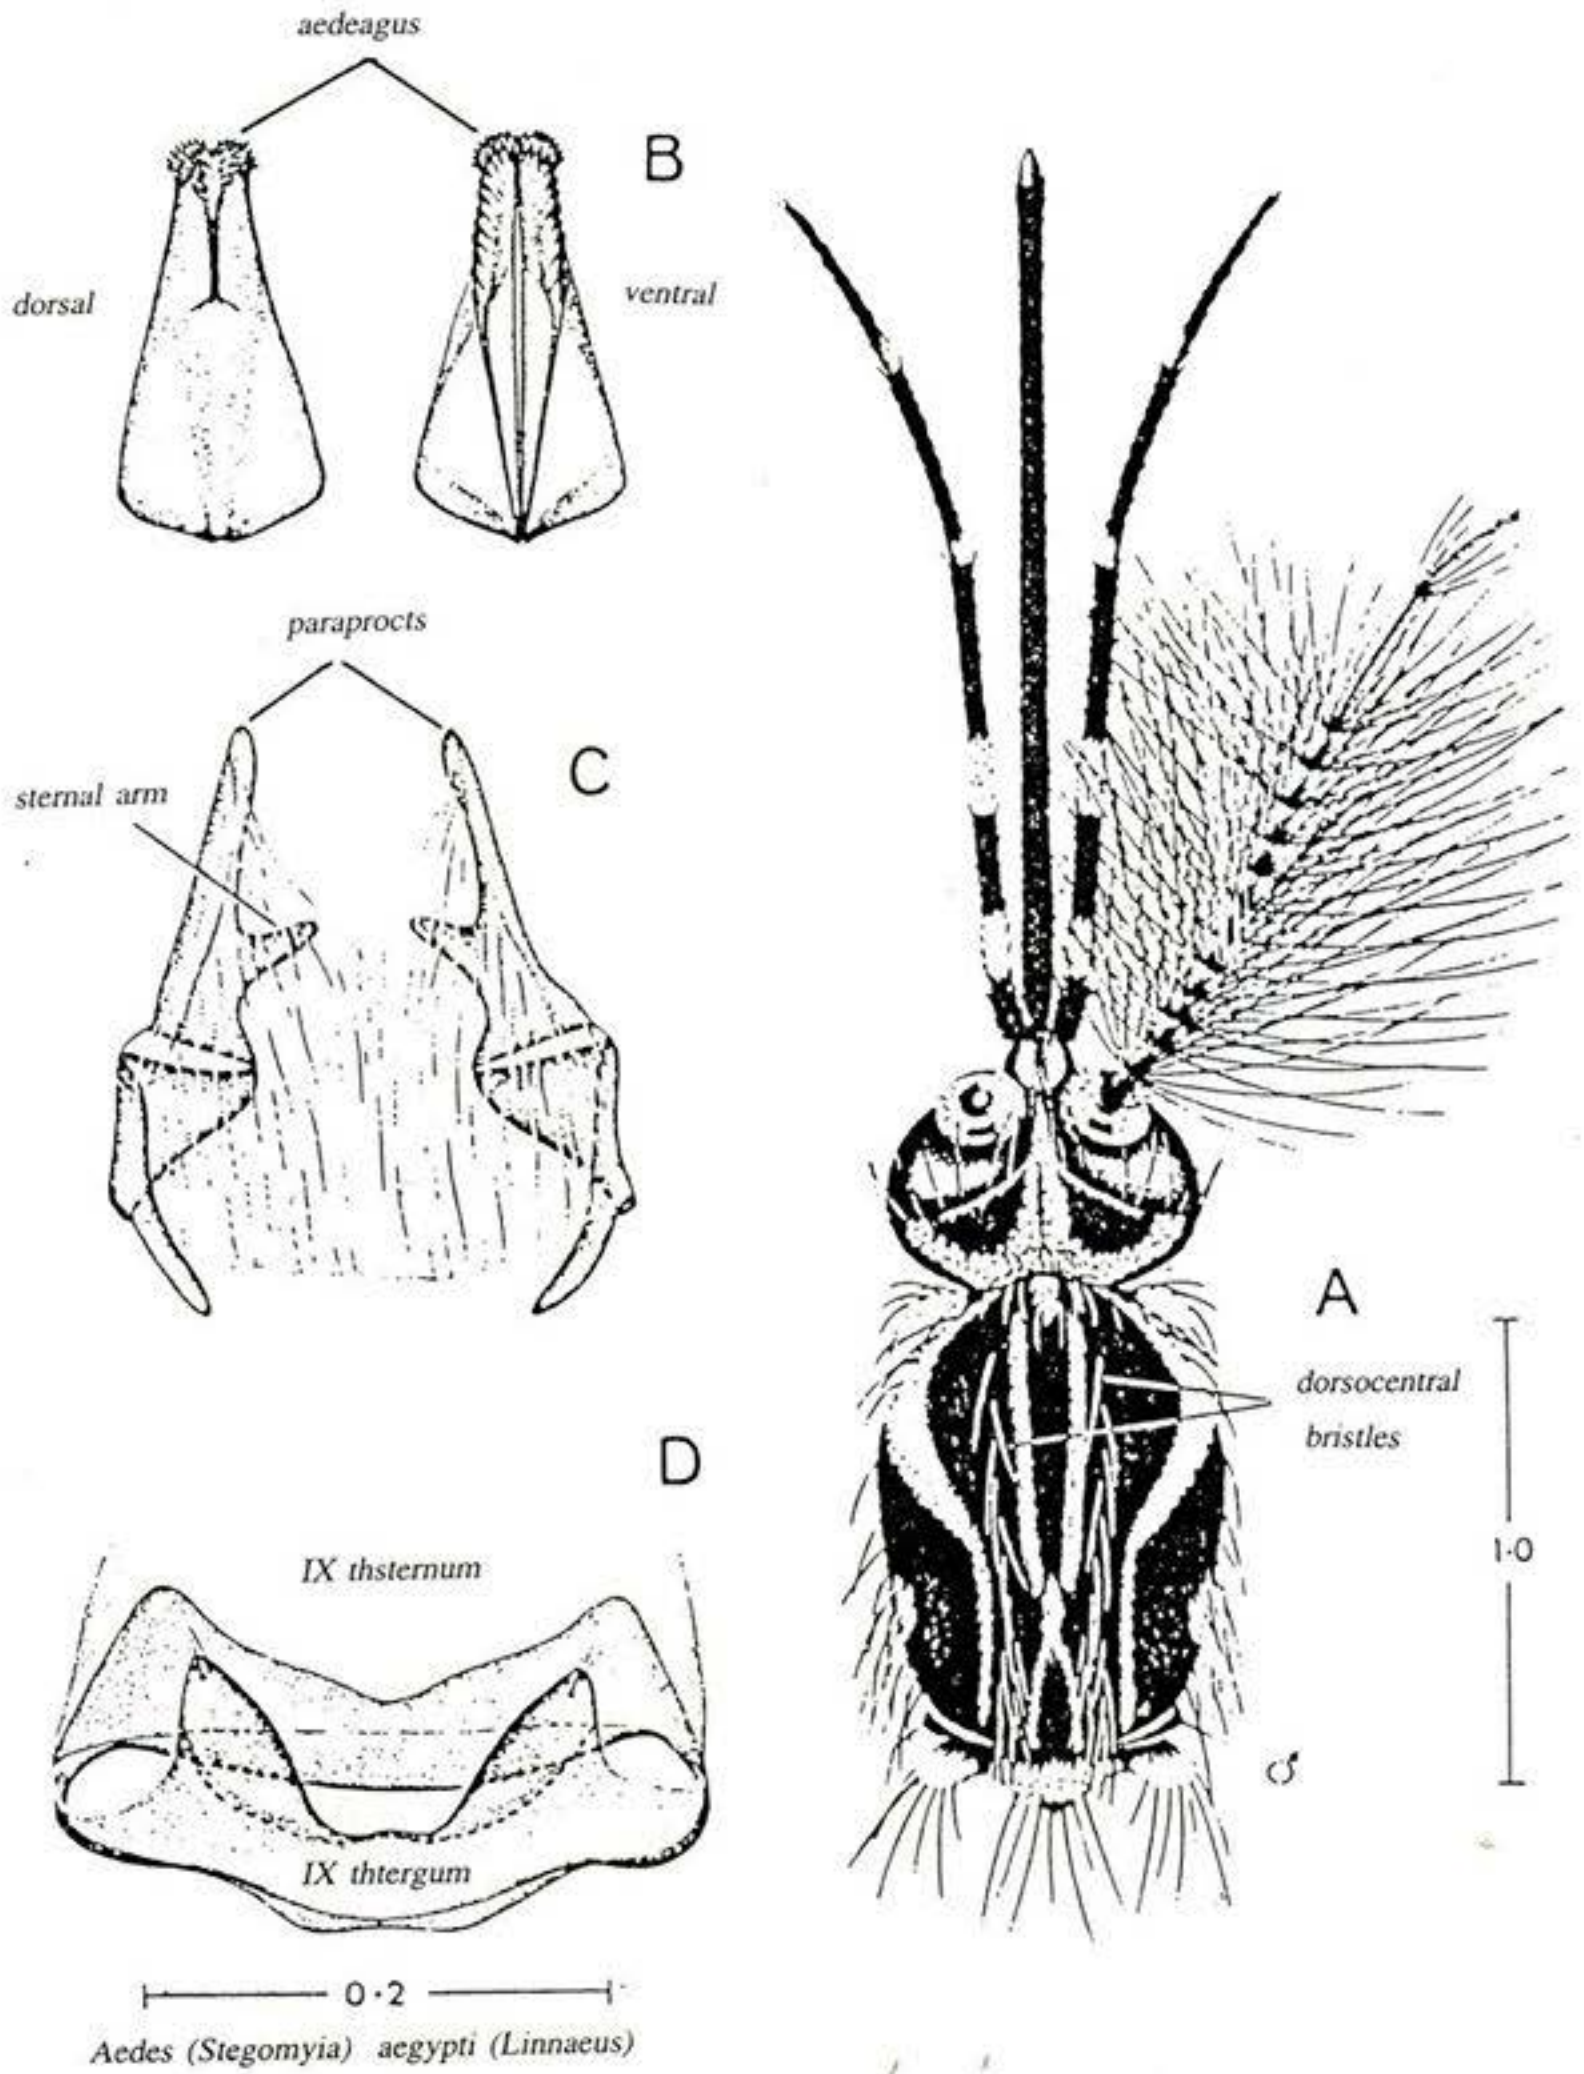 aedeagus
B
dorsal
ventral
paraprocts
C
sternal arm
A
dorsocentral
bristles
D
IX thsternum
1·0
♂
IX thtergum
0·2
Aedes (Stegomyia) aegypti (Linnaeus)